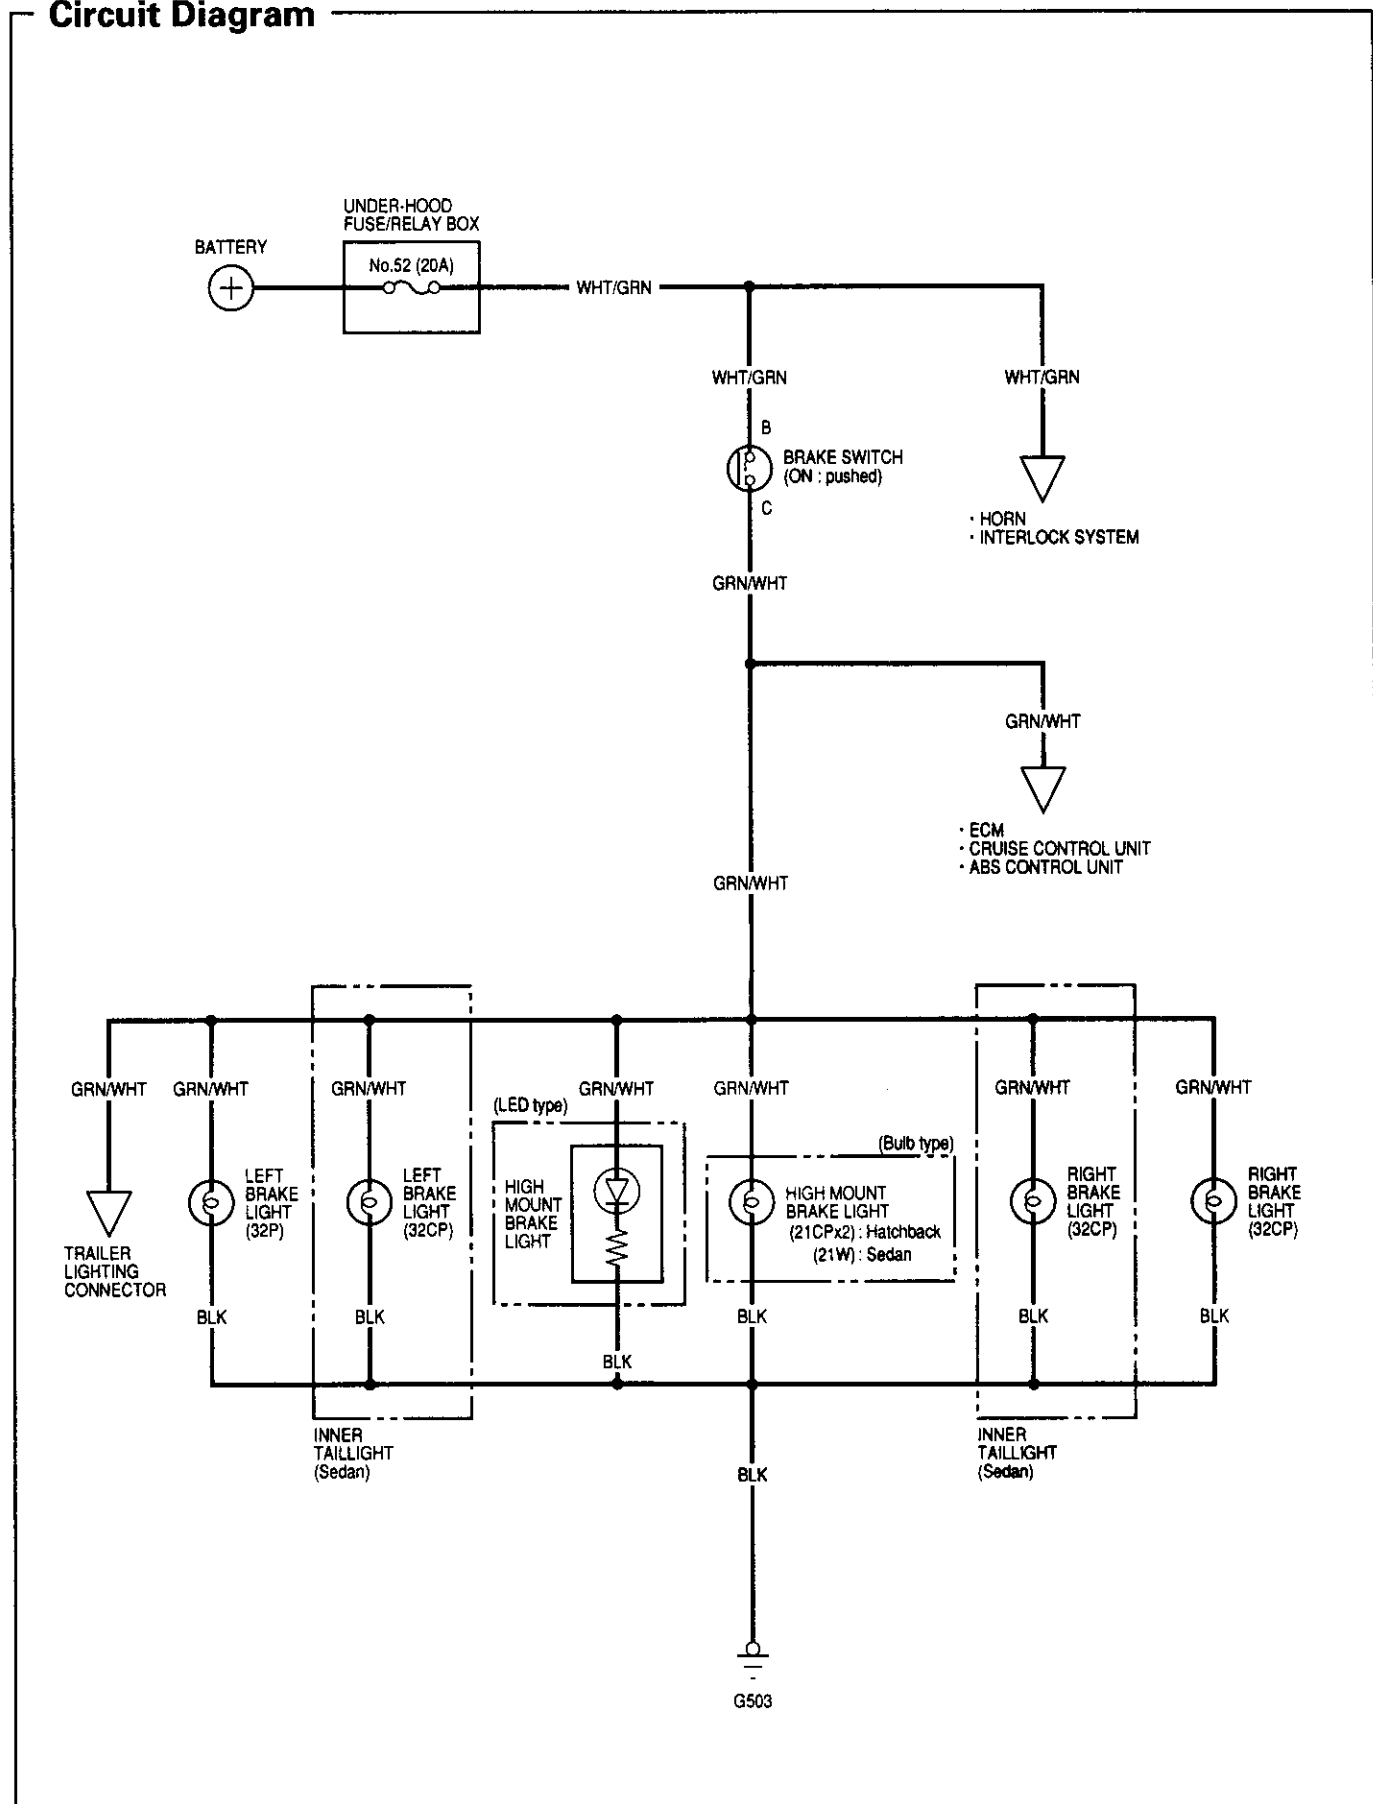 Circuit Diagram
UNDER-HOOD
FUSE/RELAY BOX
BATTERY
No.52 (20A)
WHT/GRN
WHT/GRN
WHT/GRN
B
BRAKE SWITCH
(ON : pushed)
C
· HORN
· INTERLOCK SYSTEM
GRN/WHT
GRN/WHT
· ECM
· CRUISE CONTROL UNIT
· ABS CONTROL UNIT
GRN/WHT
GRN/WHT
GRN/WHT
GRN/WHT
GRN/WHT
GRN/WHT
GRN/WHT
GRN/WHT
(LED type)
(Bulb type)
LEFT
BRAKE
LIGHT
(32P)
LEFT
BRAKE
LIGHT
(32CP)
HIGH
MOUNT
BRAKE
LIGHT
HIGH MOUNT
BRAKE LIGHT
(21CPx2) : Hatchback
(21W) : Sedan
RIGHT
BRAKE
LIGHT
(32CP)
RIGHT
BRAKE
LIGHT
(32CP)
TRAILER
LIGHTING
CONNECTOR
BLK
BLK
BLK
BLK
BLK
BLK
INNER
TAILLIGHT
(Sedan)
INNER
TAILLIGHT
(Sedan)
BLK
G503